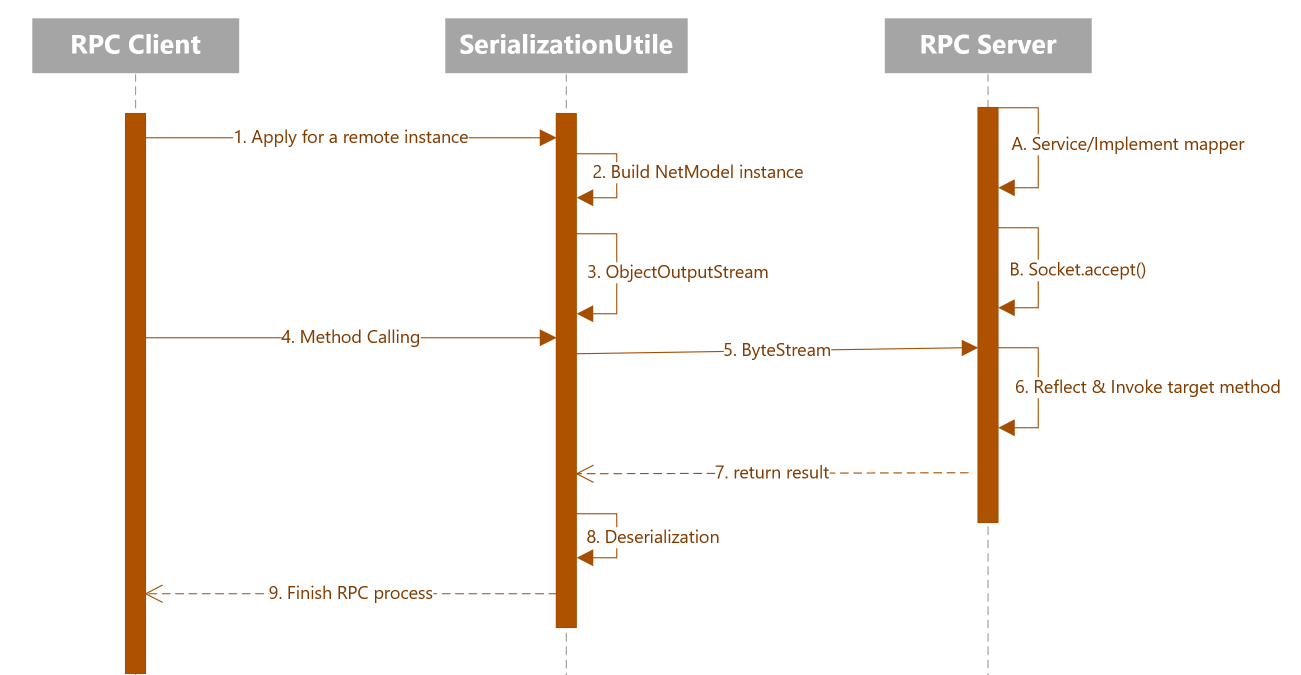 RPC Client
SerializationUtile
RPC Server
1. Apply for a remote instance
A. Service/Implement mapper
2. Build NetModel instance
3. ObjectOutputStream
B. Socket.accept()
4. Method Calling
5. ByteStream
6. Reflect & Invoke target method
7. return result
8. Deserialization
9. Finish RPC process